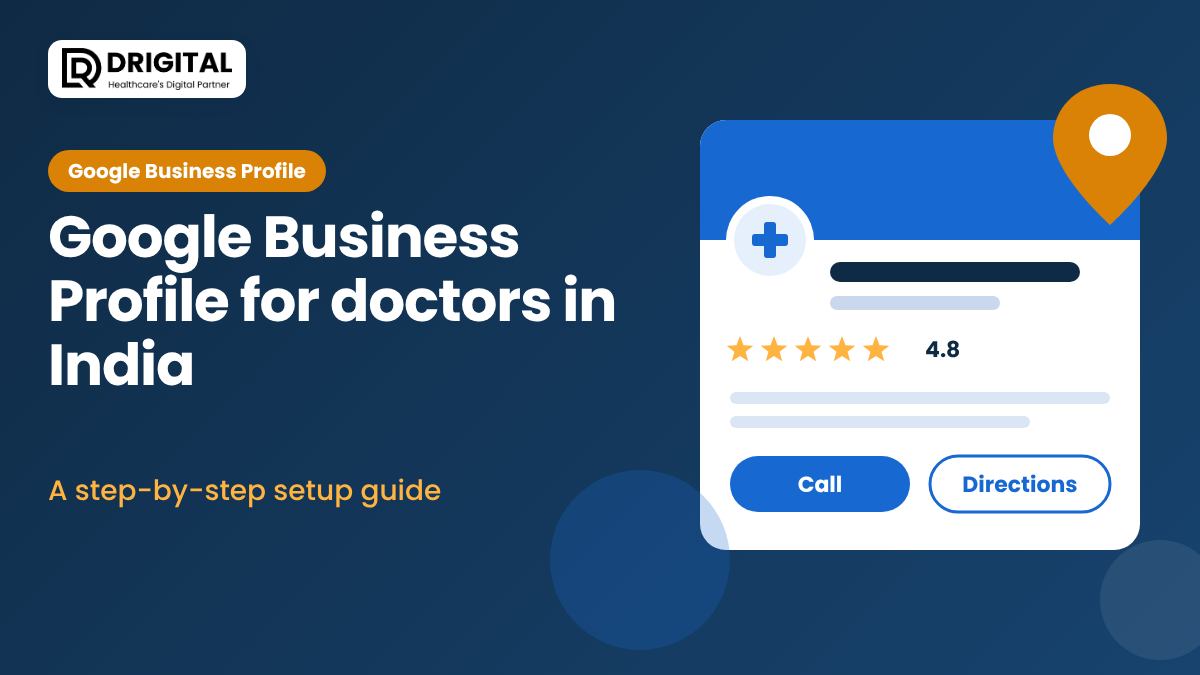 DRIGITAL
Healthcare's Digital Partner
Google Business Profile
Google Business
Profile for doctors in
India
A step-by-step setup guide
4.8
Call
Directions